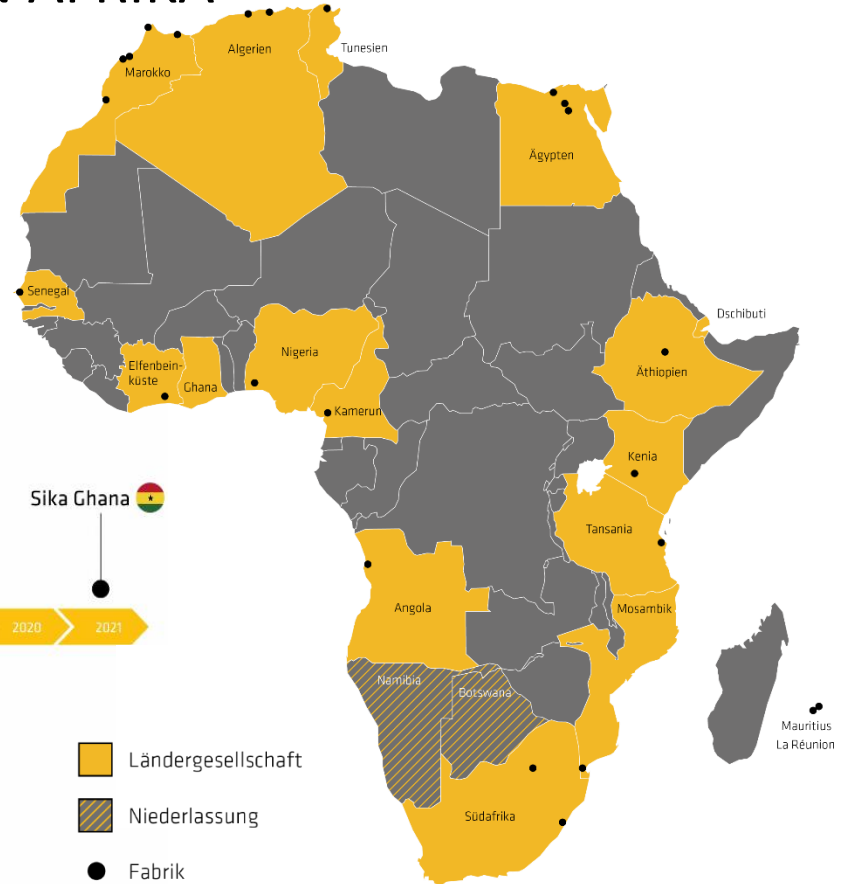 Tunesien
Algerien
Marokko
Ägypten
Senegal
Dschibuti
Nigeria
Elfenbein-
küste
Ghana
Äthiopien
Kamerun
Kenia
Sika Ghana
Tansania
Angola
Mosambik
2020
2021
Namibia
Botswana
Mauritius
La Réunion
Ländergesellschaft
Niederlassung
Südafrika
Fabrik